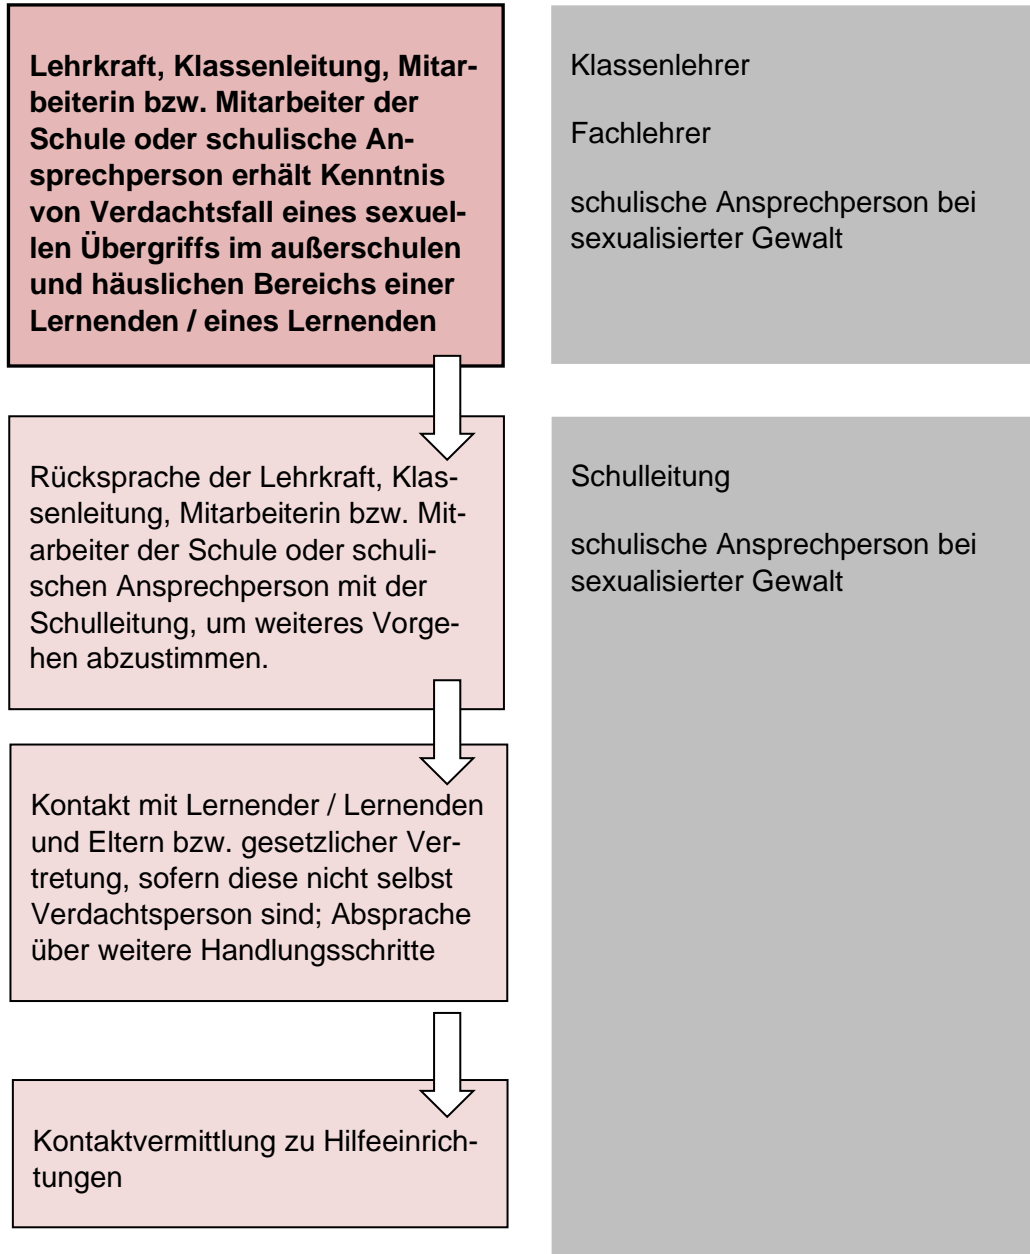 Lehrkraft, Klassenleitung, Mitar-
beiterin bzw. Mitarbeiter der
Schule oder schulische An-
sprechperson erhält Kenntnis
von Verdachtsfall eines sexuel-
len Übergriffs im außerschulen
und häuslichen Bereichs einer
Lernenden / eines Lernenden
Klassenlehrer
Fachlehrer
schulische Ansprechperson bei
sexualisierter Gewalt
Rücksprache der Lehrkraft, Klas-
senleitung, Mitarbeiterin bzw. Mit-
arbeiter der Schule oder schuli-
schen Ansprechperson mit der
Schulleitung, um weiteres Vorge-
hen abzustimmen.
Schulleitung
schulische Ansprechperson bei
sexualisierter Gewalt
Kontakt mit Lernender / Lernenden
und Eltern bzw. gesetzlicher Ver-
tretung, sofern diese nicht selbst
Verdachtsperson sind; Absprache
über weitere Handlungsschritte
Kontaktvermittlung zu Hilfeeinrich-
tungen